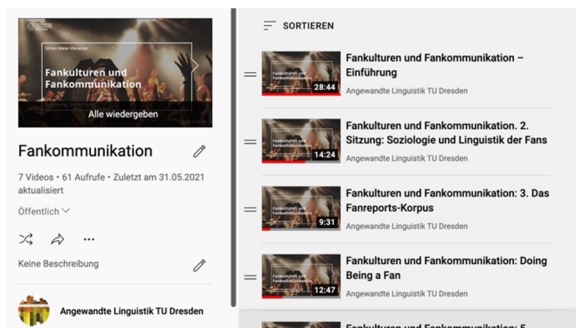 Simon Meier-Vieracker
Fankulturen und
Fankommunikation
Alle wiedergeben
Fankommunikation
7 Videos • 61 Aufrufe • Zuletzt am 31.05.2021
aktualisiert
Öffentlich
Keine Beschreibung
Angewandte Linguistik TU Dresden
SORTIEREN
28:44
Fankulturen und Fankommunikation –
Einführung
Angewandte Linguistik TU Dresden
14:24
Fankulturen und Fankommunikation. 2.
Sitzung: Soziologie und Linguistik der Fans
Angewandte Linguistik TU Dresden
9:31
Fankulturen und Fankommunikation: 3. Das
Fanreports-Korpus
Angewandte Linguistik TU Dresden
12:47
Fankulturen und Fankommunikation: Doing
Being a Fan
Angewandte Linguistik TU Dresden
Fankulturen und Fankommunikation: 5.